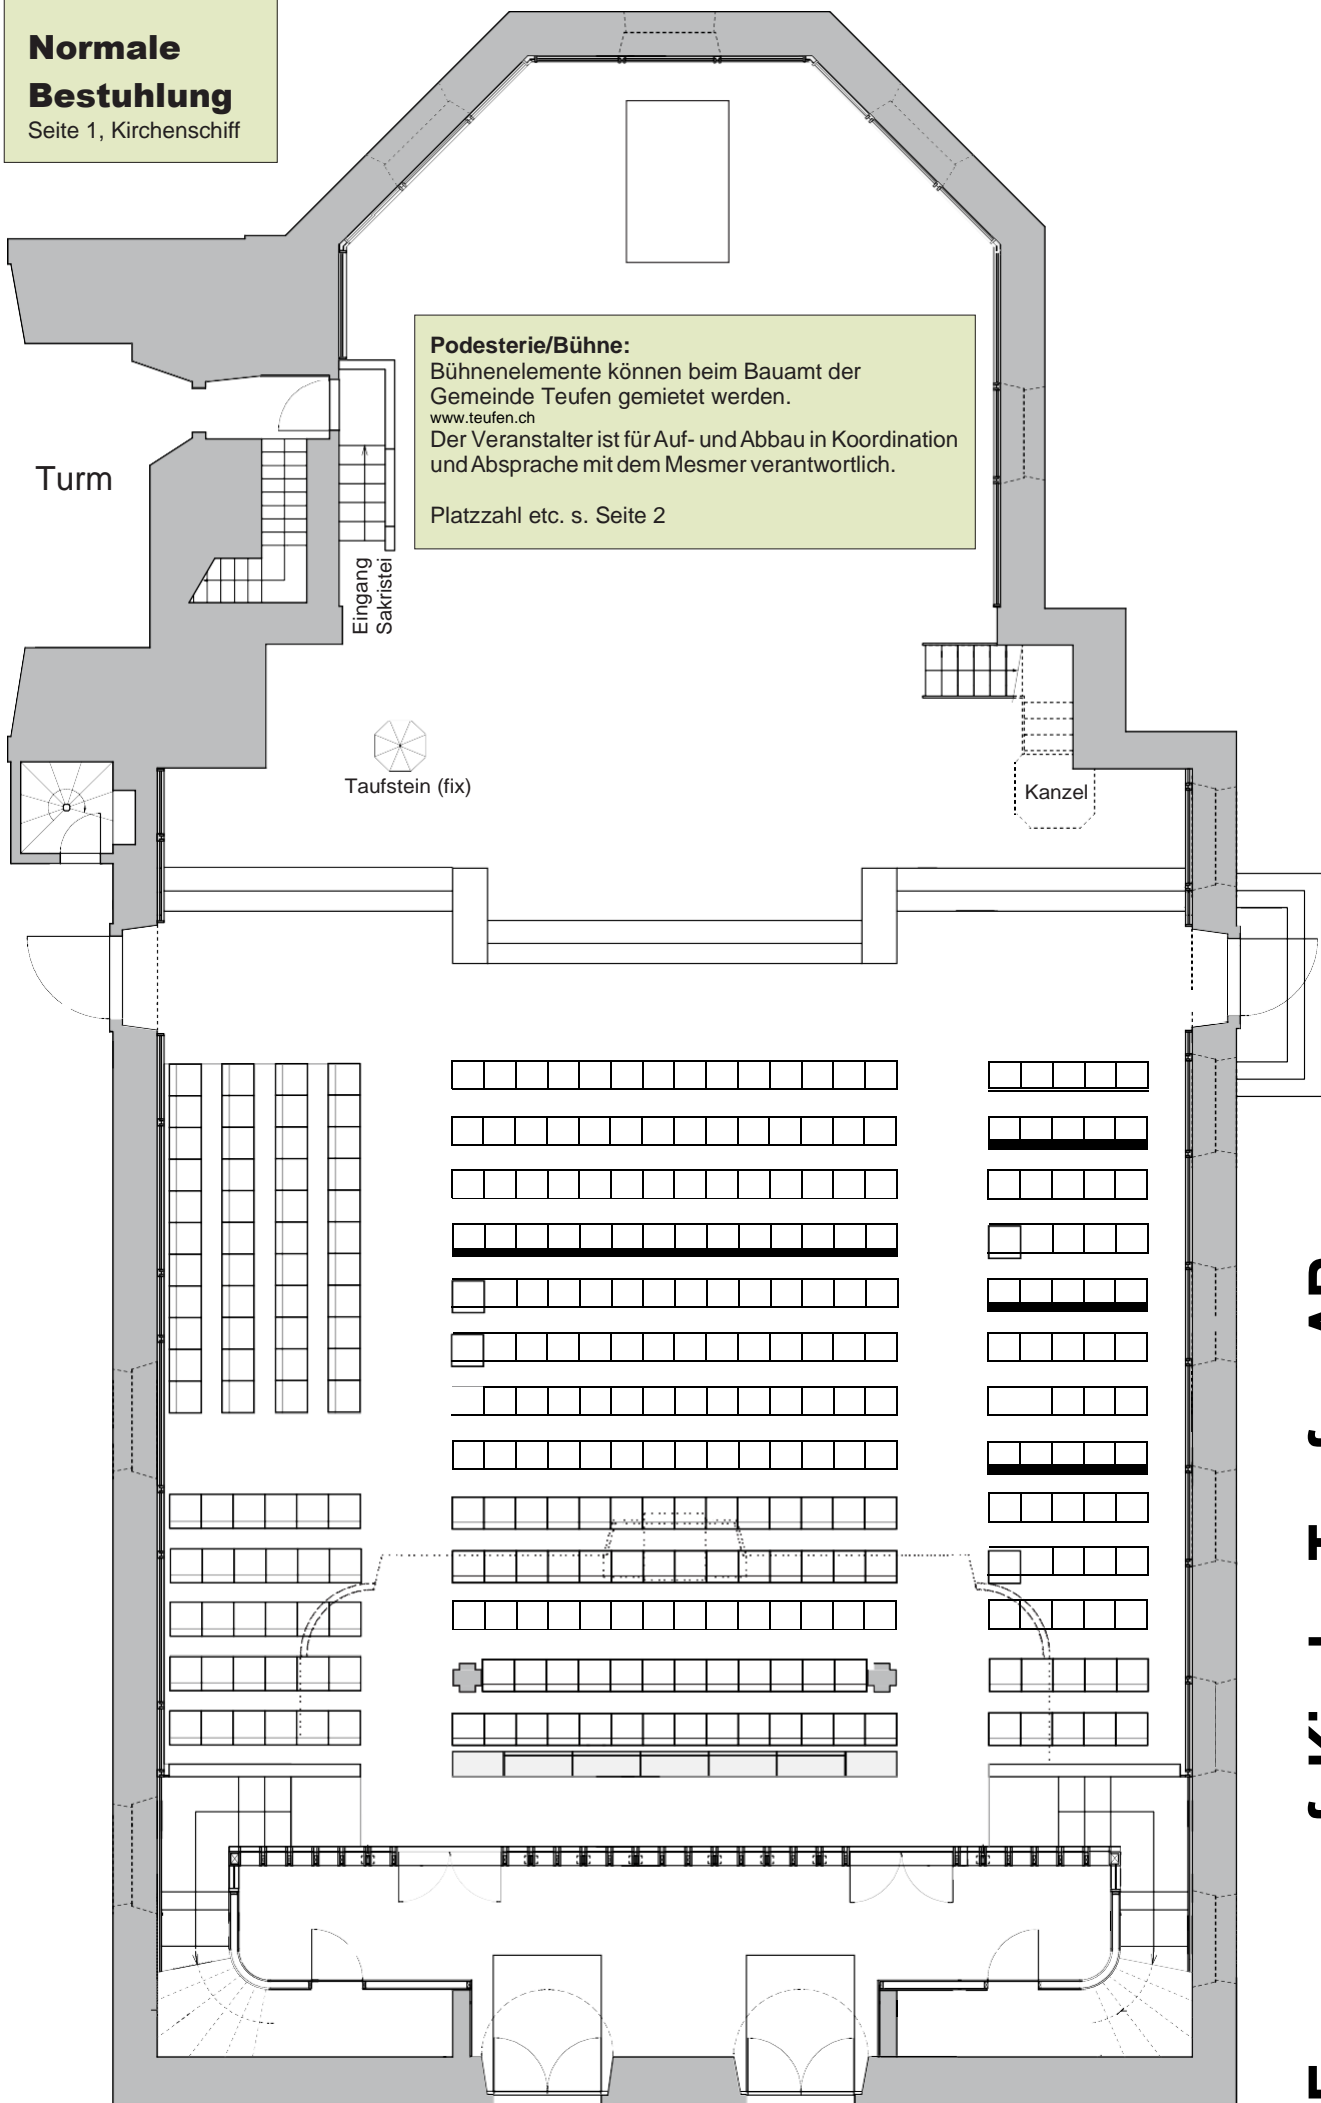 Normale
Bestuhlung
Seite 1, Kirchenschiff
Podesterie/Bühne:
Bühnenelemente können beim Bauamt der
Gemeinde Teufen gemietet werden.
www.teufen.ch
Der Veranstalter ist für Auf- und Abbau in Koordination
und Absprache mit dem Mesmer verantwortlich.
Platzzahl etc. s. Seite 2
Turm
Eingang
Sakristei
Taufstein (fix)
Kanzel